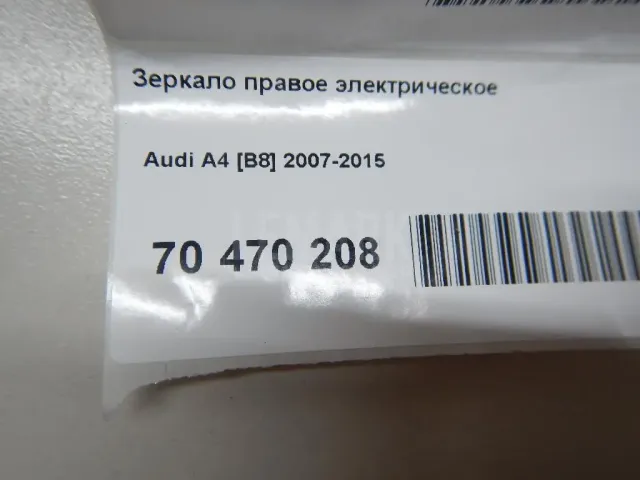 Зеркало правое электрическое
Audi A4 [B8] 2007-2015
70 470 208